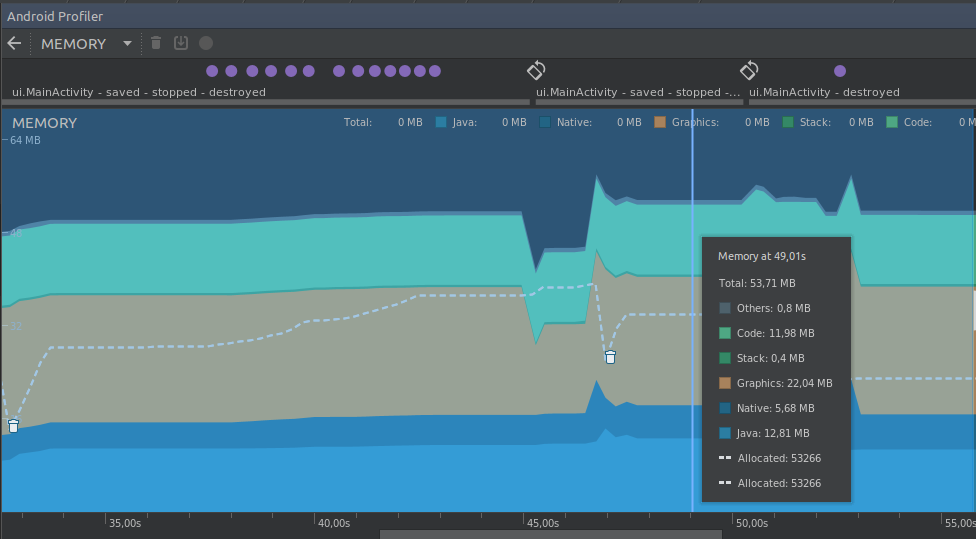 Android Profiler
MEMORY
ui.MainActivity - saved - stopped - destroyed
ui.MainActivity - saved - stopped -...
ui.MainActivity - destroyed
MEMORY
Total: 0 MB Java: 0 MB Native: 0 MB Graphics: 0 MB Stack: 0 MB Code: 0 M
64 MB
48
32
Memory at 49,01s
Total: 53,71 MB
Others: 0,8 MB
Code: 11,98 MB
Stack: 0,4 MB
Graphics: 22,04 MB
Native: 5,68 MB
Java: 12,81 MB
Allocated: 53266
Allocated: 53266
35,00s 40,00s 45,00s 50,00s 55,00s